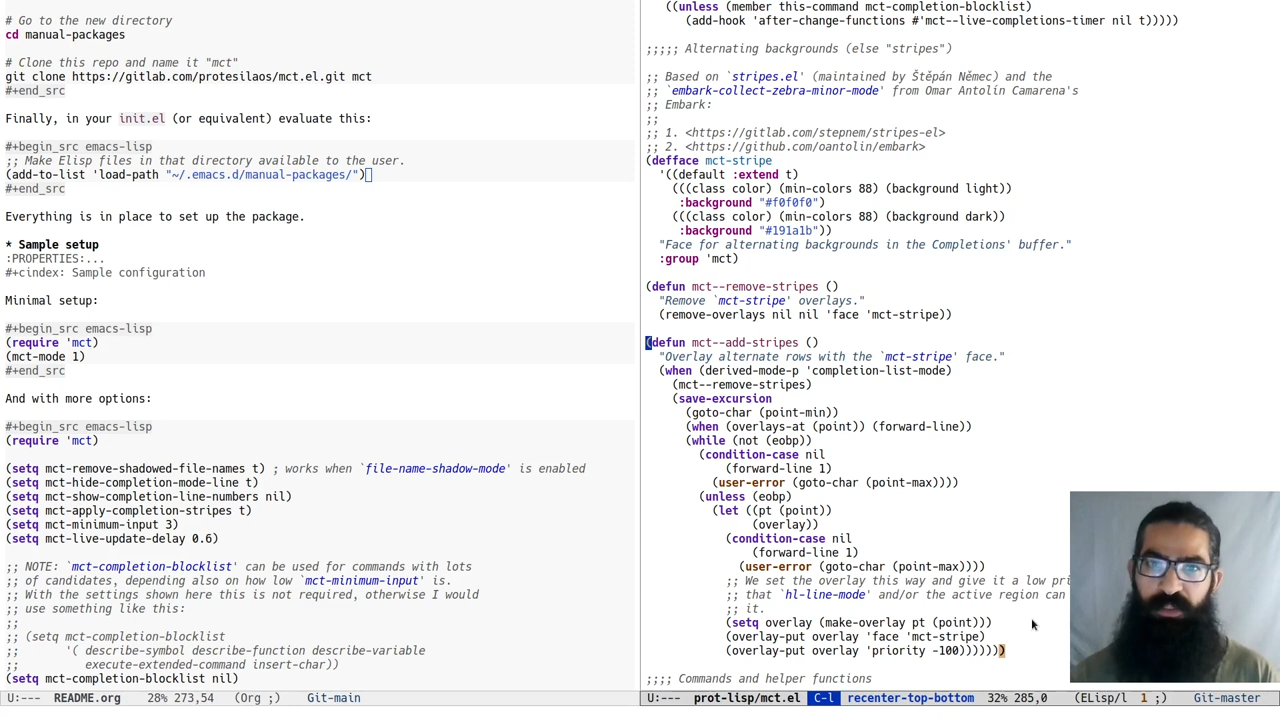 # Go to the new directory
cd manual-packages
# Clone this repo and name it "mct"
git clone https://gitlab.com/protesilaos/mct.el.git mct
#+end_src
Finally, in your init.el (or equivalent) evaluate this:
#+begin_src emacs-lisp
;; Make Elisp files in that directory available to the user.
(add-to-list 'load-path "~/.emacs.d/manual-packages/")
#+end_src
Everything is in place to set up the package.
* Sample setup
:PROPERTIES:...
#+cindex: Sample configuration
Minimal setup:
#+begin_src emacs-lisp
(require 'mct)
(mct-mode 1)
#+end_src
And with more options:
#+begin_src emacs-lisp
(require 'mct)
(setq mct-remove-shadowed-file-names t) ; works when `file-name-shadow-mode' is enabled
(setq mct-hide-completion-mode-line t)
(setq mct-show-completion-line-numbers nil)
(setq mct-apply-completion-stripes t)
(setq mct-minimum-input 3)
(setq mct-live-update-delay 0.6)
;; NOTE: `mct-completion-blocklist' can be used for commands with lots
;; of candidates, depending also on how low `mct-minimum-input' is.
;; With the settings shown here this is not required, otherwise I would
;; use something like this:
;;
;; (setq mct-completion-blocklist
;;       '( describe-symbol describe-function describe-variable
;;          execute-extended-command insert-char))
(setq mct-completion-blocklist nil)
U:--- README.org 28% 273,54 (Org ;) Git-main
((unless (member this-command mct-completion-blocklist)
(add-hook 'after-change-functions #'mct--live-completions-timer nil t)))))
;;;;; Alternating backgrounds (else "stripes")
;; Based on `stripes.el' (maintained by Štěpán Němec) and the
;; `embark-collect-zebra-minor-mode' from Omar Antolín Camarena's
;; Embark:
;;
;; 1. <https://gitlab.com/stepnem/stripes-el>
;; 2. <https://github.com/oantolin/embark>
(defface mct-stripe
'((default :extend t)
(((class color) (min-colors 88) (background light))
:background "#f0f0f0")
(((class color) (min-colors 88) (background dark))
:background "#191a1b"))
"Face for alternating backgrounds in the Completions' buffer."
:group 'mct)
(defun mct--remove-stripes ()
"Remove `mct-stripe' overlays."
(remove-overlays nil nil 'face 'mct-stripe))
(defun mct--add-stripes ()
"Overlay alternate rows with the `mct-stripe' face."
(when (derived-mode-p 'completion-list-mode)
(mct--remove-stripes)
(save-excursion
(goto-char (point-min))
(when (overlays-at (point)) (forward-line))
(while (not (eobp))
(condition-case nil
(forward-line 1)
(user-error (goto-char (point-max))))
(unless (eobp)
(let ((pt (point))
(overlay))
(condition-case nil
(forward-line 1)
(user-error (goto-char (point-max))))
;; We set the overlay this way and give it a low
;; that `hl-line-mode' and/or the active region can
;; it.
(setq overlay (make-overlay pt (point)))
(overlay-put overlay 'face 'mct-stripe)
(overlay-put overlay 'priority -100))))))
;;;; Commands and helper functions
U:--- prot-lisp/mct.el C-l recenter-top-bottom 32% 285,0 (ELisp/l 1 ;) Git-master